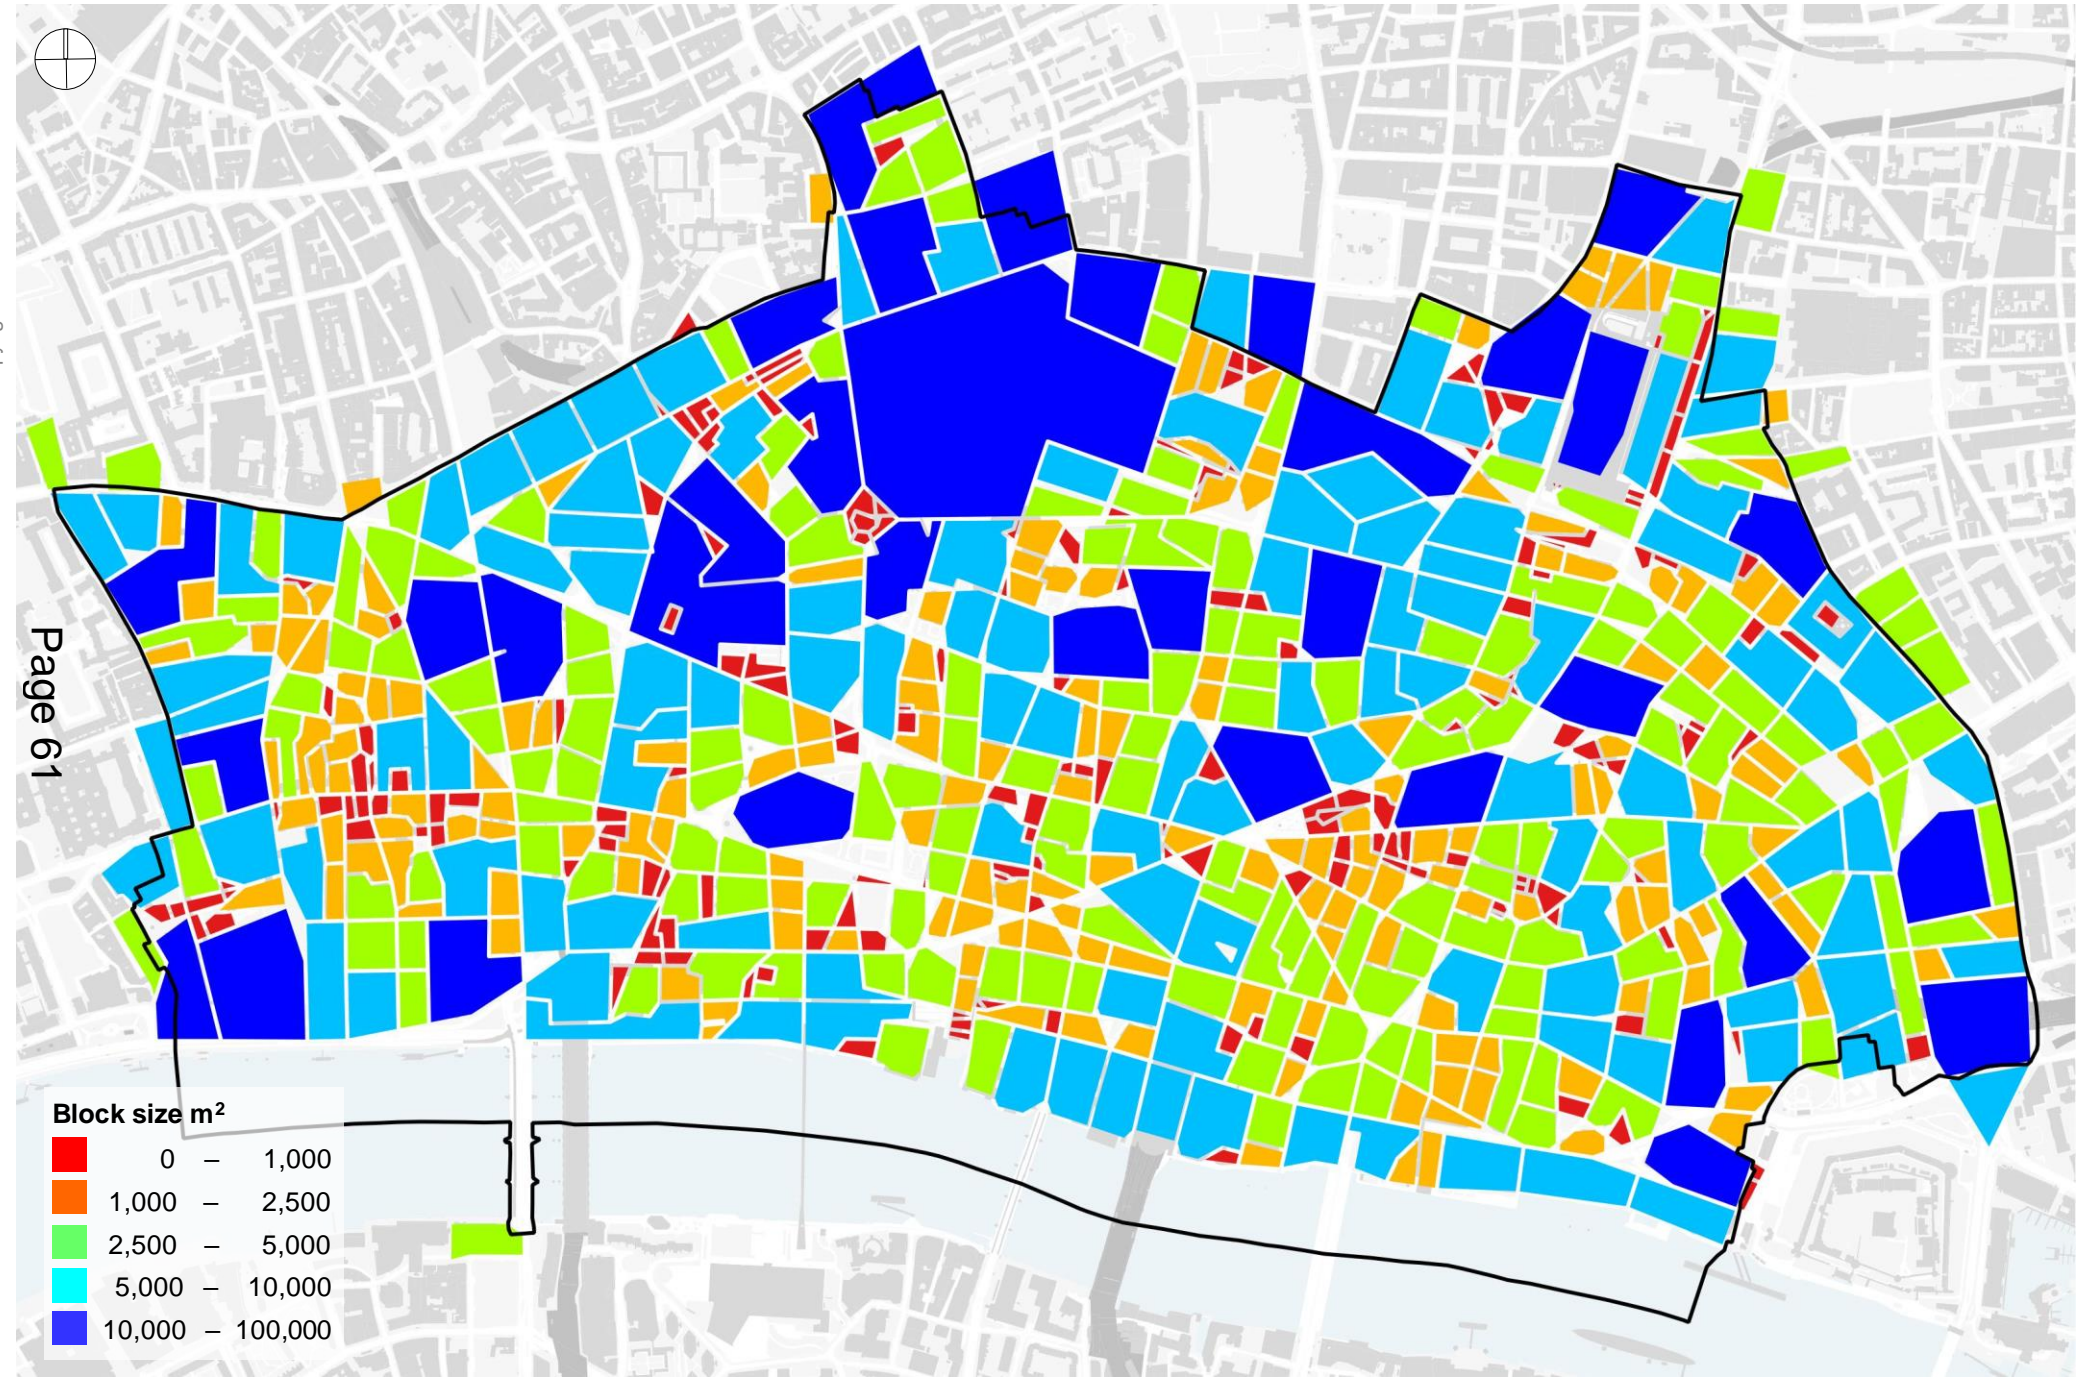 Page 61
Block size m²
0 – 1,000
1,000 – 2,500
2,500 – 5,000
5,000 – 10,000
10,000 – 100,000